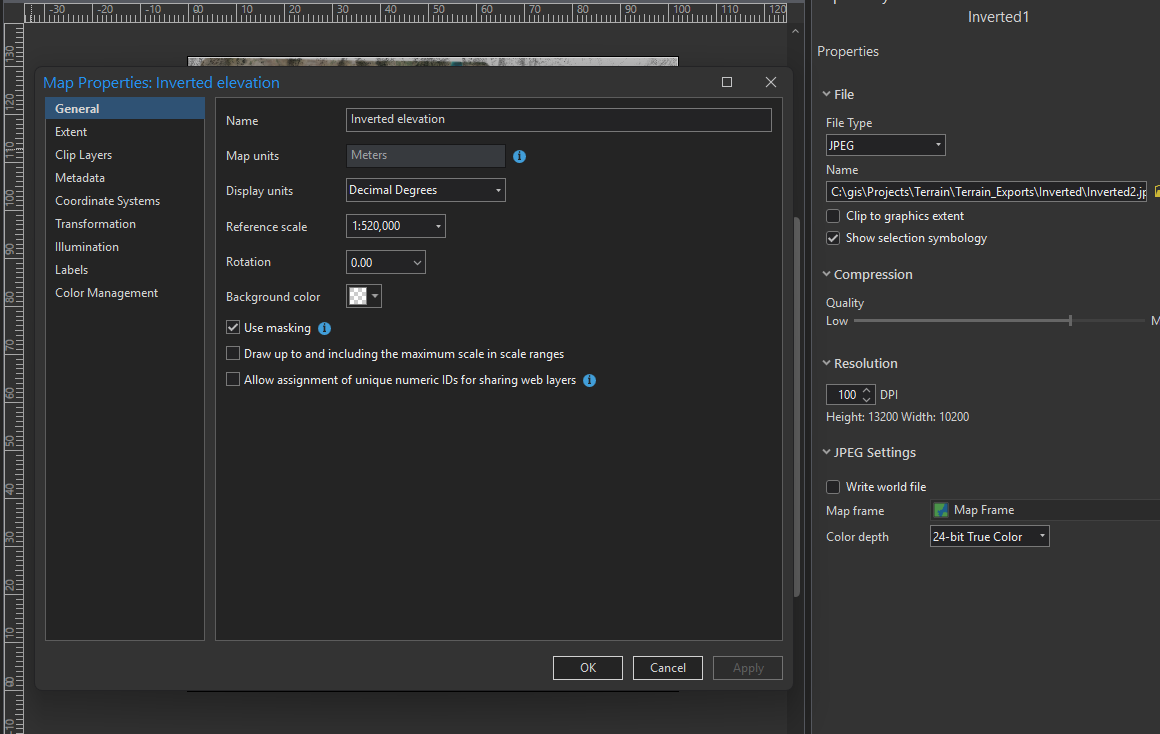 -30 -20 -10 00 10 20 30 40 50 60 70 80 90 100 110 120
130
120
110
100
90
80
70
60
50
40
30
20
10
00
-10
Map Properties: Inverted elevation
General
Extent
Clip Layers
Metadata
Coordinate Systems
Transformation
Illumination
Labels
Color Management
Name Inverted elevation
Map units Meters
Display units Decimal Degrees
Reference scale 1:520,000
Rotation 0.00
Background color
Use masking
Draw up to and including the maximum scale in scale ranges
Allow assignment of unique numeric IDs for sharing web layers
OK Cancel Apply
Inverted1
Properties
File
File Type
JPEG
Name
C:\gis\Projects\Terrain\Terrain_Exports\Inverted\Inverted2.jp
Clip to graphics extent
Show selection symbology
Compression
Quality
Low M
Resolution
100 DPI
Height: 13200 Width: 10200
JPEG Settings
Write world file
Map frame Map Frame
Color depth 24-bit True Color